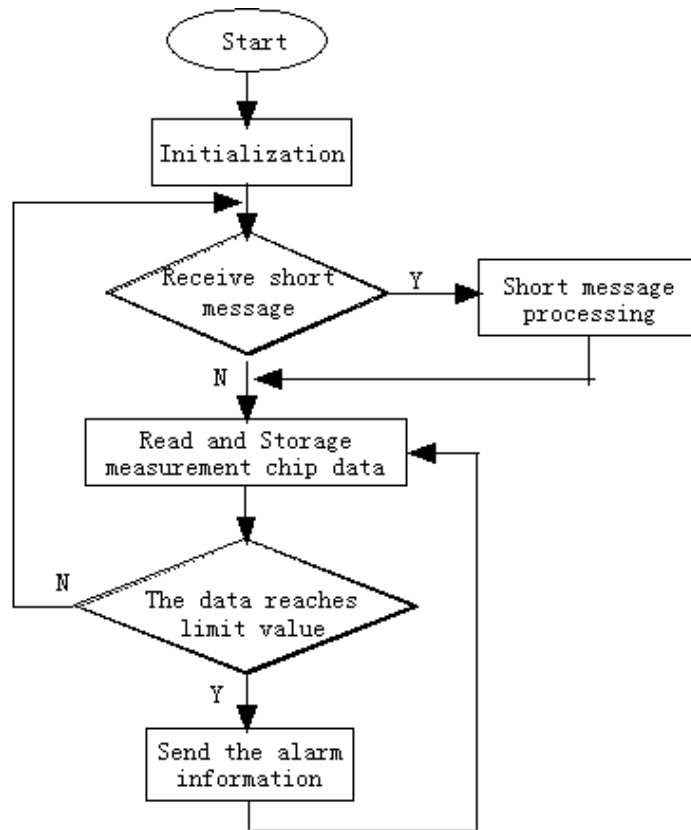 Start
Initialization
Receive short
message
Y
Short message
processing
N
Read and Storage
measurement chip data
N
The data reaches
limit value
Y
Send the alarm
information